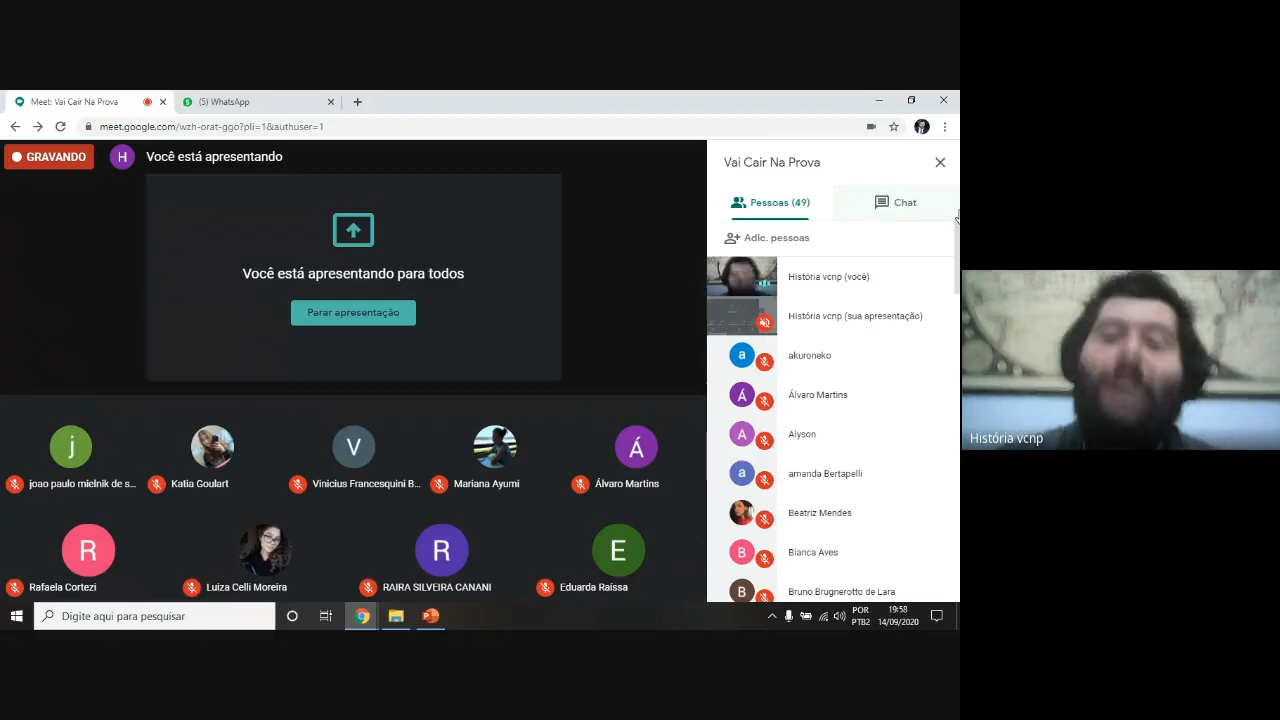 Meet: Vai Cair Na Prova
(5) WhatsApp
meet.google.com/wzh-orat-ggo?pli=1&authuser=1
GRAVANDO
H
Você está apresentando
Você está apresentando para todos
Parar apresentação
j
V
Á
joao paulo mielnik de s...
Katia Goulart
Vinicius Francesquini B...
Mariana Ayumi
Álvaro Martins
R
R
E
Rafaela Cortezi
Luiza Celli Moreira
RAIRA SILVEIRA CANANI
Eduarda Raíssa
Vai Cair Na Prova
Pessoas (49)
Chat
Adic. pessoas
História vcnp (você)
História vcnp (sua apresentação)
a
akuroneko
Á
Álvaro Martins
A
Alyson
a
amanda Bertapelli
Beatriz Mendes
B
Bianca Aves
B
Bruno Brugnerotto de Lara
História vcnp
Digite aqui para pesquisar
POR
PTB2
19:58
14/09/2020